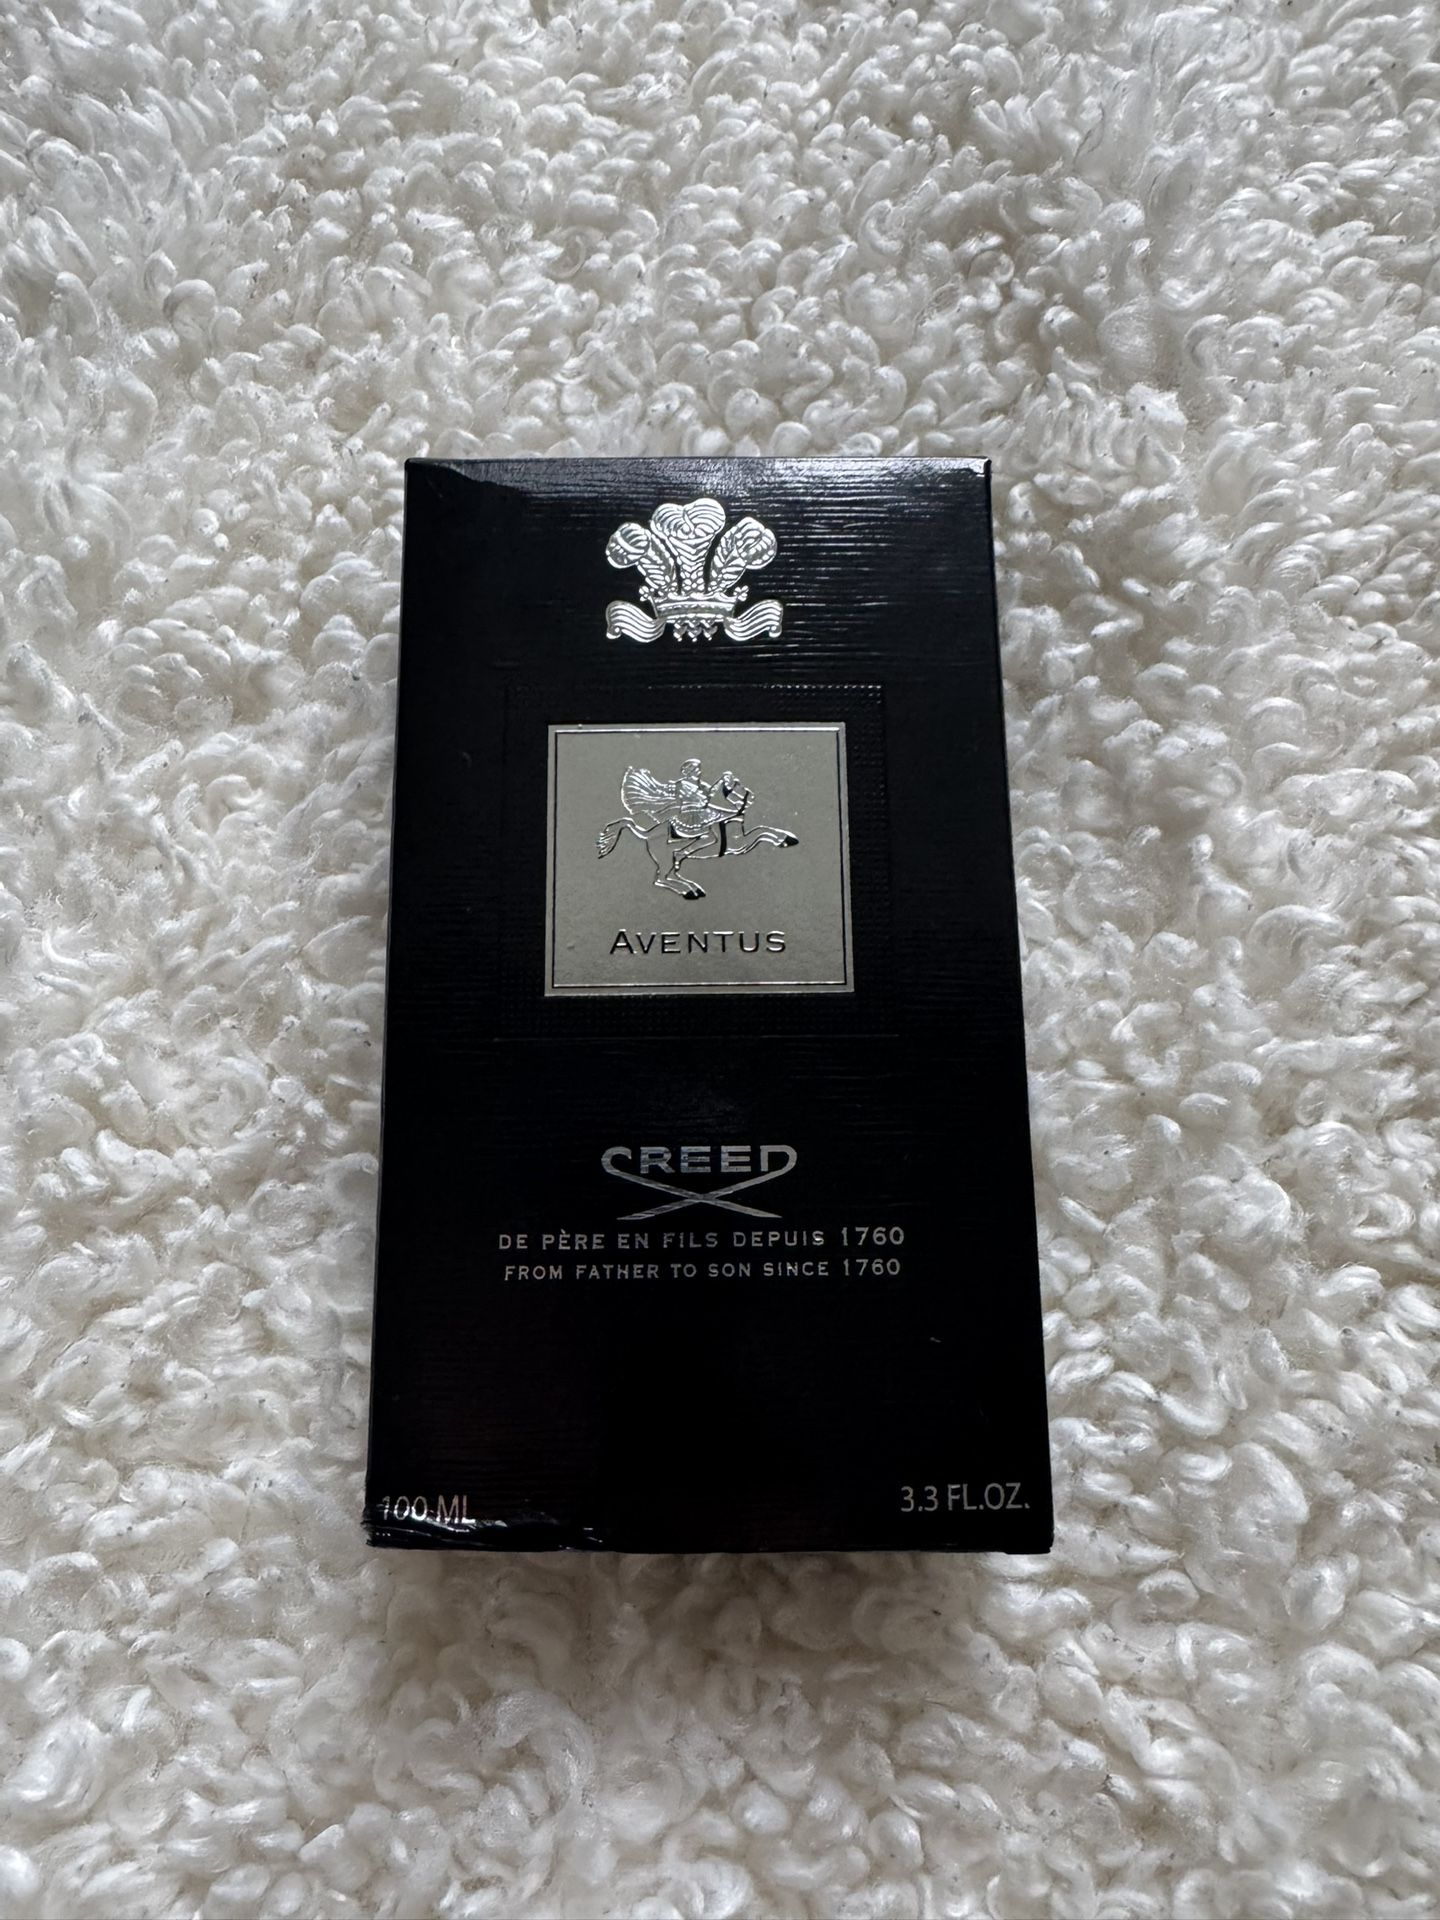 AVENTUS
CREED
DE PÈRE EN FILS DEPUIS 1760
FROM FATHER TO SON SINCE 1760
100 ML
3.3 FL.OZ.